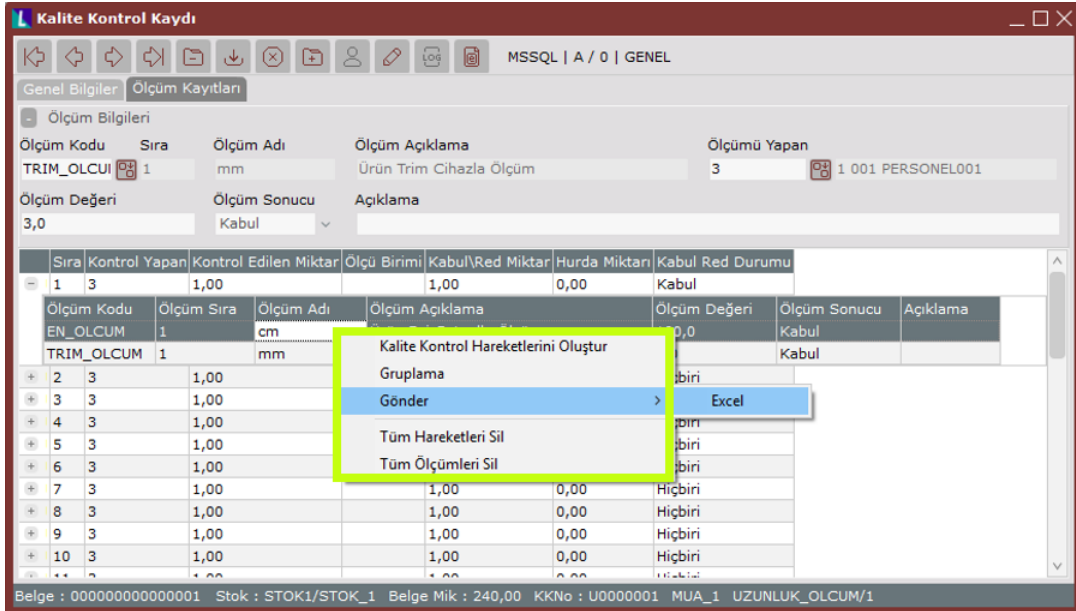 Kalite Kontrol Kaydı
LOG
MSSQL | A / 0 | GENEL
Genel Bilgiler Ölçüm Kayıtları
Ölçüm Bilgileri
Ölçüm Kodu Sıra Ölçüm Adı Ölçüm Açıklama Ölçümü Yapan
TRIM_OLCUI 1 mm Ürün Trim Cihazla Ölçüm 3 1 001 PERSONEL001
Ölçüm Değeri Ölçüm Sonucu Açıklama
3,0 Kabul
Sıra Kontrol Yapan Kontrol Edilen Miktar Ölçü Birimi Kabul\Red Miktar Hurda Miktarı Kabul Red Durumu
1 3 1,00 1,00 0,00 Kabul
Ölçüm Kodu Ölçüm Sıra Ölçüm Adı Ölçüm Açıklama Ölçüm Değeri Ölçüm Sonucu Açıklama
EN_OLCUM 1 cm Kabul
TRIM_OLCUM 1 mm Kabul
Kalite Kontrol Hareketlerini Oluştur
Gruplama
Gönder Excel
Tüm Hareketleri Sil
Tüm Ölçümleri Sil
2 3 1,00
3 3 1,00
4 3 1,00
5 3 1,00
6 3 1,00
7 3 1,00 1,00 0,00 Hiçbiri
8 3 1,00 1,00 0,00 Hiçbiri
9 3 1,00 1,00 0,00 Hiçbiri
10 3 1,00 1,00 0,00 Hiçbiri
Belge : 000000000000001 Stok : STOK1/STOK_1 Belge Mik : 240,00 KKNo : U0000001 MUA_1 UZUNLUK_OLCUM/1